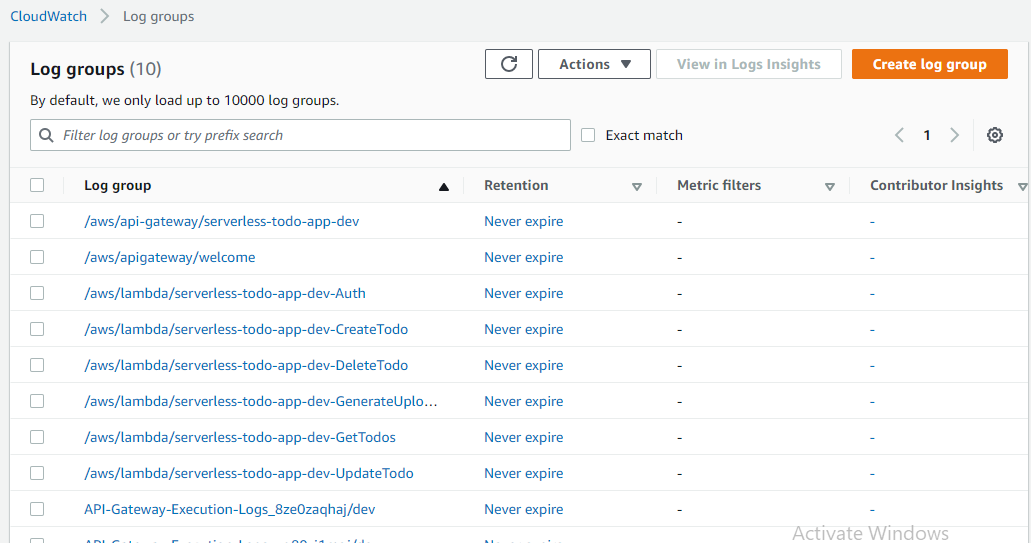 CloudWatch > Log groups
Log groups (10)
Actions
View in Logs Insights
Create log group
By default, we only load up to 10000 log groups.
Filter log groups or try prefix search
Exact match
1
Log group Retention Metric filters Contributor Insights
/aws/api-gateway/serverless-todo-app-dev Never expire - -
/aws/apigateway/welcome Never expire - -
/aws/lambda/serverless-todo-app-dev-Auth Never expire - -
/aws/lambda/serverless-todo-app-dev-CreateTodo Never expire - -
/aws/lambda/serverless-todo-app-dev-DeleteTodo Never expire - -
/aws/lambda/serverless-todo-app-dev-GenerateUplo... Never expire - -
/aws/lambda/serverless-todo-app-dev-GetTodos Never expire - -
/aws/lambda/serverless-todo-app-dev-UpdateTodo Never expire - -
API-Gateway-Execution-Logs_8ze0zaqhaj/dev Never expire - -
Activate Windows